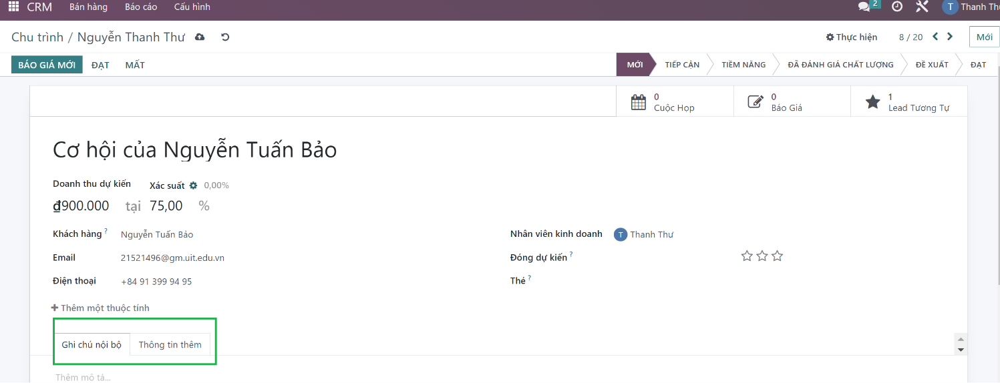 CRM Bán hàng Báo cáo Cấu hình 2 T Thanh Thư
Chu trình / Nguyễn Thanh Thư Thực hiện 8 / 20 Mới
BÁO GIÁ MỚI ĐẠT MẤT MỚI TIẾP CẬN TIỀM NĂNG ĐÃ ĐÁNH GIÁ CHẤT LƯỢNG ĐỀ XUẤT ĐẠT
0 Cuộc Họp
0 Báo Giá
1 Lead Tương Tự
Cơ hội của Nguyễn Tuấn Bảo
Doanh thu dự kiến Xác suất 0,00%
₫900.000 tại 75,00 %
Khách hàng ? Nguyễn Tuấn Bảo Nhân viên kinh doanh T Thanh Thư
Email 21521496@gm.uit.edu.vn Đóng dự kiến ?
Điện thoại +84 91 399 94 95 Thẻ ?
+ Thêm một thuộc tính
Ghi chú nội bộ Thông tin thêm
Thêm mô tả...